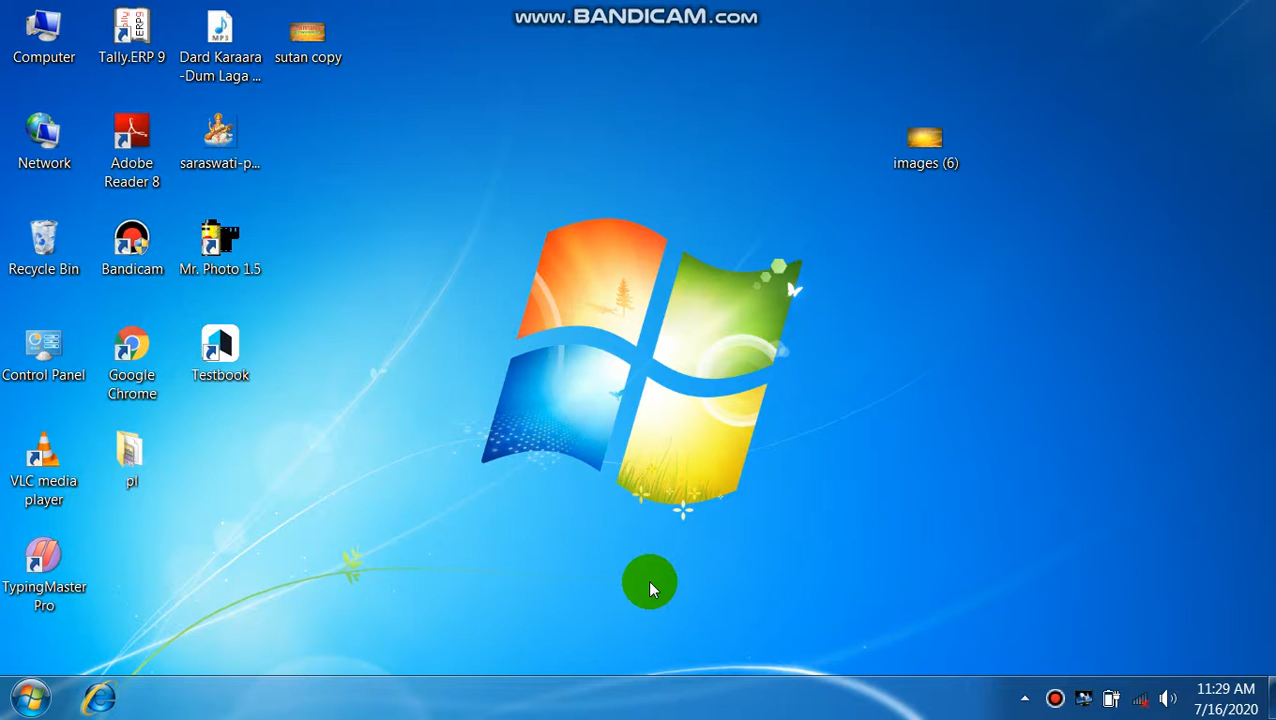 www.BANDICAM.com
Computer
Tally.ERP 9
Dard Karaara
-Dum Laga ...
sutan copy
Network
Adobe
Reader 8
saraswati-p...
images (6)
Recycle Bin
Bandicam
Mr. Photo 1.5
Control Panel
Google
Chrome
Testbook
VLC media
player
pl
TypingMaster
Pro
11:29 AM
7/16/2020